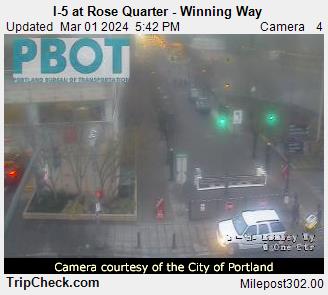 I-5 at Rose Quarter - Winning Way
Updated Mar 01 2024 5:42 PM Camera 4
PBOT
PORTLAND BUREAU OF TRANSPORTATION
Camera courtesy of the City of Portland
TripCheck.com Milepost302.00